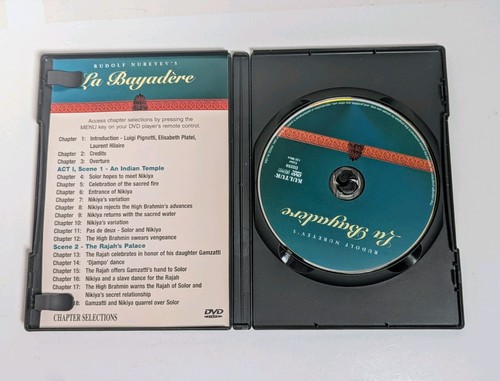 RUDOLF NUREYEV'S
La Bayadère
Access chapter selections by pressing the
MENU key on your DVD player's remote control.
Chapter 1: Introduction - Luigi Pignotti, Elisabeth Platel,
Laurent Hilaire
Chapter 2: Credits
Chapter 3: Overture
ACT I, Scene 1 - An Indian Temple
Chapter 4: Solor hopes to meet Nikiya
Chapter 5: Celebration of the sacred fire
Chapter 6: Entrance of Nikiya
Chapter 7: Nikiya's variation
Chapter 8: Nikiya rejects the High Brahmin's advances
Chapter 9: Nikiya returns with the sacred water
Chapter 10: Nikiya's variation
Chapter 11: Pas de deux - Solor and Nikiya
Chapter 12: The High Brahmin swears vengeance
Scene 2 - The Rajah's Palace
Chapter 13: The Rajah celebrates in honor of his daughter Gamzatti
Chapter 14: 'Djampo' dance
Chapter 15: The Rajah offers Gamzatti's hand to Solor
Chapter 16: Nikiya and a slave dance for the Rajah
Chapter 17: The High Brahmin warns the Rajah of Solor and
Nikiya's secret relationship
18: Gamzatti and Nikiya quarrel over Solor
CHAPTER SELECTIONS
DVD
KULTUR
DVD
RUDOLF NUREYEV'S
La Bayadère